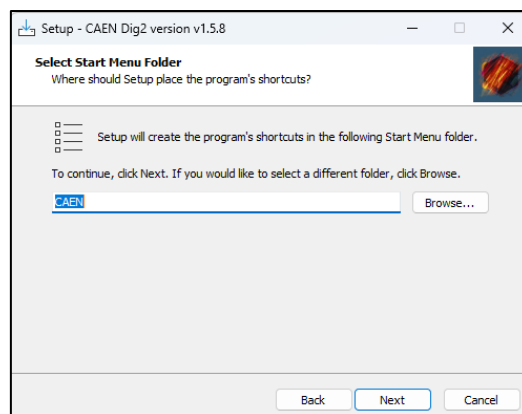 Setup - CAEN Dig2 version v1.5.8
Select Start Menu Folder
Where should Setup place the program's shortcuts?
Setup will create the program's shortcuts in the following Start Menu folder.
To continue, click Next. If you would like to select a different folder, click Browse.
CAEN
Browse...
Back
Next
Cancel